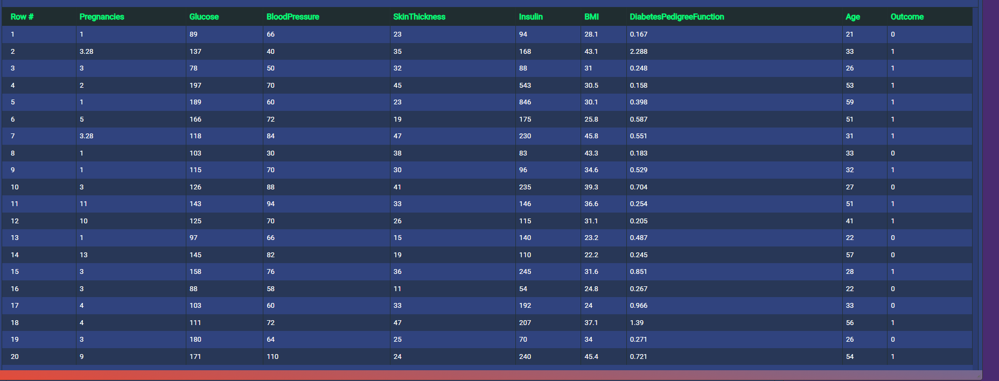 Row # Pregnancies Glucose BloodPressure SkinThickness Insulin BMI DiabetesPedigreeFunction Age Outcome
1 1 89 66 23 94 28.1 0.167 21 0
2 3.28 137 40 35 168 43.1 2.288 33 1
3 3 78 50 32 88 31 0.248 26 1
4 2 197 70 45 543 30.5 0.158 53 1
5 1 189 60 23 846 30.1 0.398 59 1
6 5 166 72 19 175 25.8 0.587 51 1
7 3.28 118 84 47 230 45.8 0.551 31 1
8 1 103 30 38 83 43.3 0.183 33 0
9 1 115 70 30 96 34.6 0.529 32 1
10 3 126 88 41 235 39.3 0.704 27 0
11 11 143 94 33 146 36.6 0.254 51 1
12 10 125 70 26 115 31.1 0.205 41 1
13 1 97 66 15 140 23.2 0.487 22 0
14 13 145 82 19 110 22.2 0.245 57 0
15 3 158 76 36 245 31.6 0.851 28 1
16 3 88 58 11 54 24.8 0.267 22 0
17 4 103 60 33 192 24 0.966 33 0
18 4 111 72 47 207 37.1 1.39 56 1
19 3 180 64 25 70 34 0.271 26 0
20 9 171 110 24 240 45.4 0.721 54 1